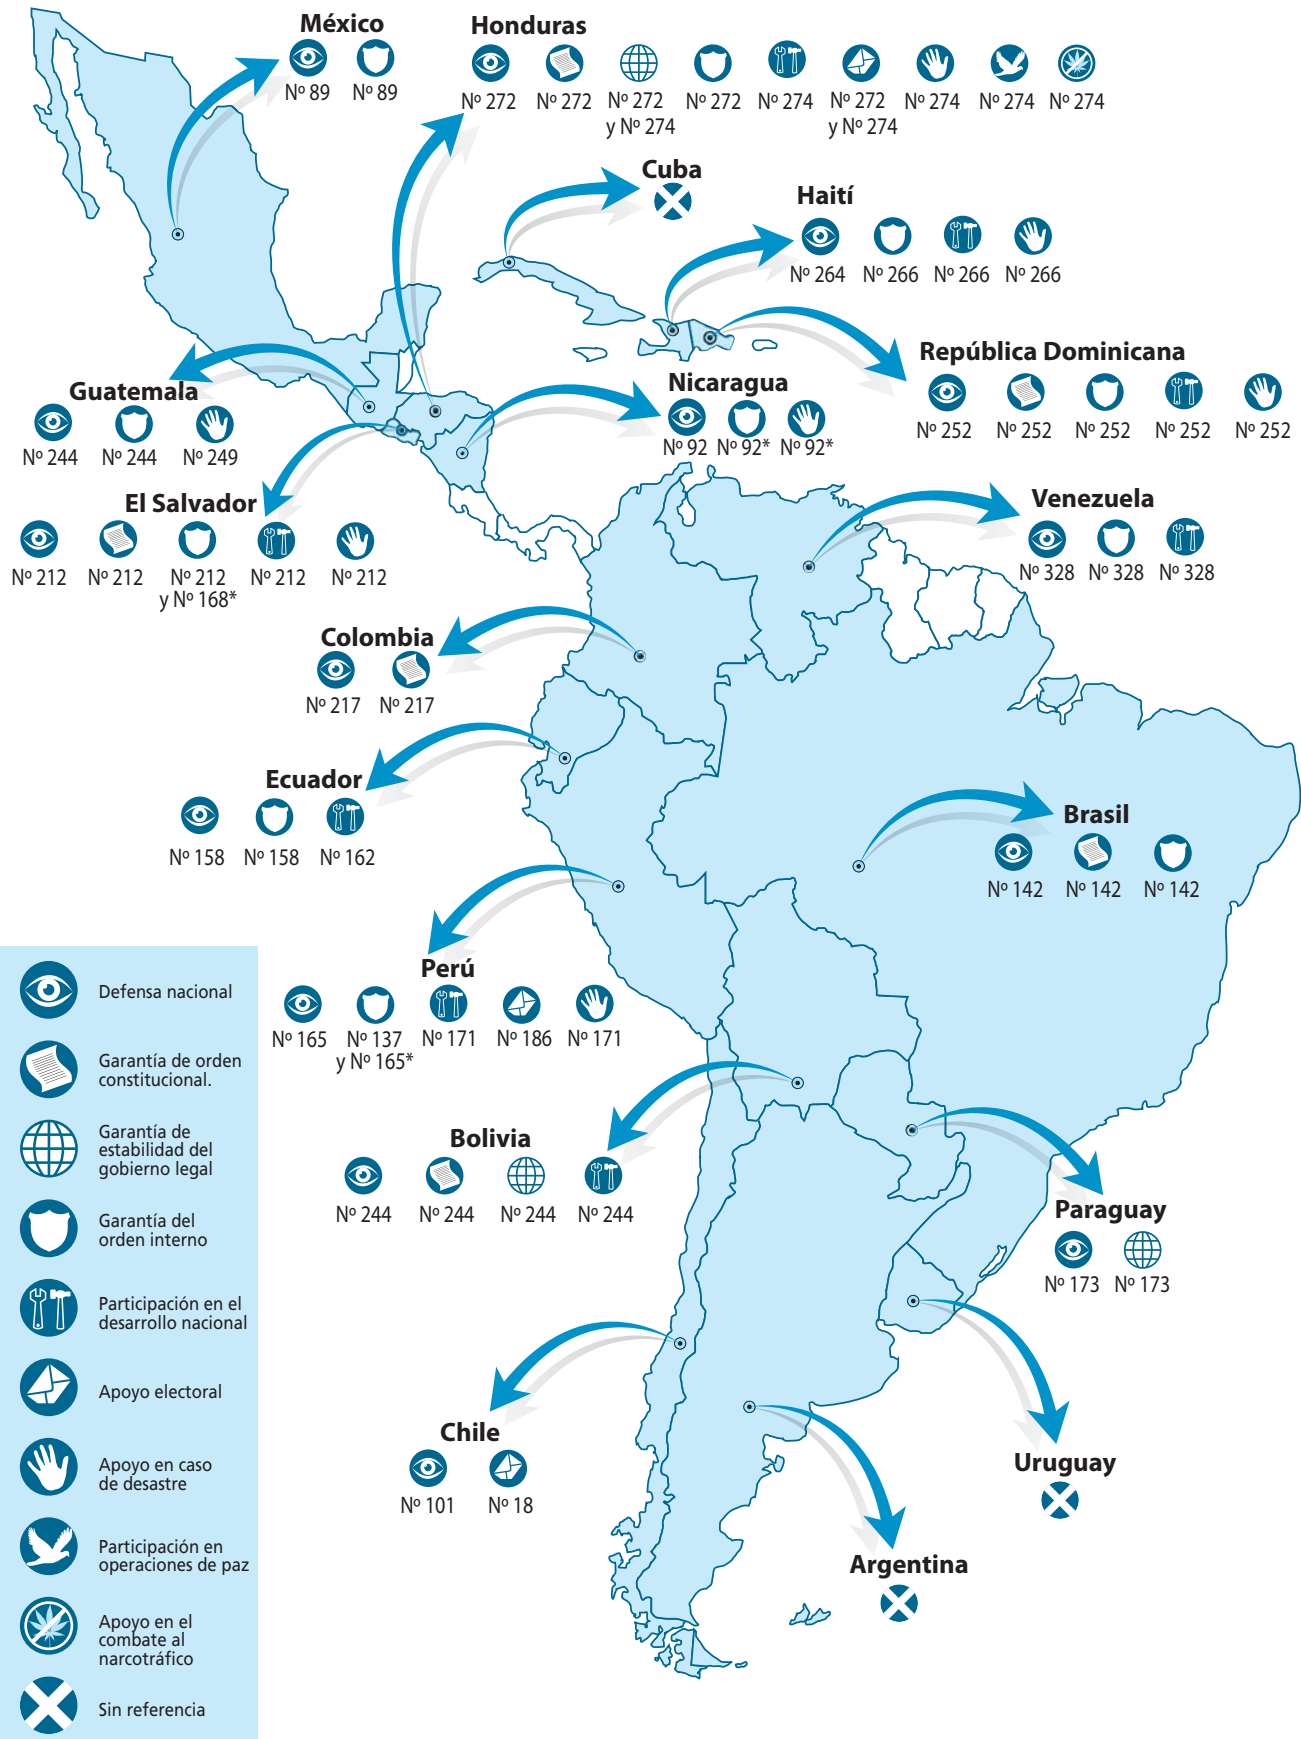 México
Nº 89 Nº 89
Honduras
Nº 272 Nº 272 Nº 272 Nº 272 Nº 274 Nº 272 Nº 274 Nº 274 Nº 274
y Nº 274 y Nº 274
Cuba
Haití
Nº 264 Nº 266 Nº 266 Nº 266
República Dominicana
Nº 252 Nº 252 Nº 252 Nº 252 Nº 252
Guatemala
Nº 244 Nº 244 Nº 249
Nicaragua
Nº 92 Nº 92* Nº 92*
El Salvador
Nº 212 Nº 212 Nº 212 Nº 212 Nº 212
y Nº 168*
Venezuela
Nº 328 Nº 328 Nº 328
Colombia
Nº 217 Nº 217
Ecuador
Nº 158 Nº 158 Nº 162
Brasil
Nº 142 Nº 142 Nº 142
Perú
Nº 165 Nº 137 Nº 171 Nº 186 Nº 171
y Nº 165*
Bolivia
Nº 244 Nº 244 Nº 244 Nº 244
Paraguay
Nº 173 Nº 173
Chile
Nº 101 Nº 18
Uruguay
Argentina
Defensa nacional
Garantía de orden
constitucional.
Garantía de
estabilidad del
gobierno legal
Garantía del
orden interno
Participación en el
desarrollo nacional
Apoyo electoral
Apoyo en caso
de desastre
Participación en
operaciones de paz
Apoyo en el
combate al
narcotráfico
Sin referencia